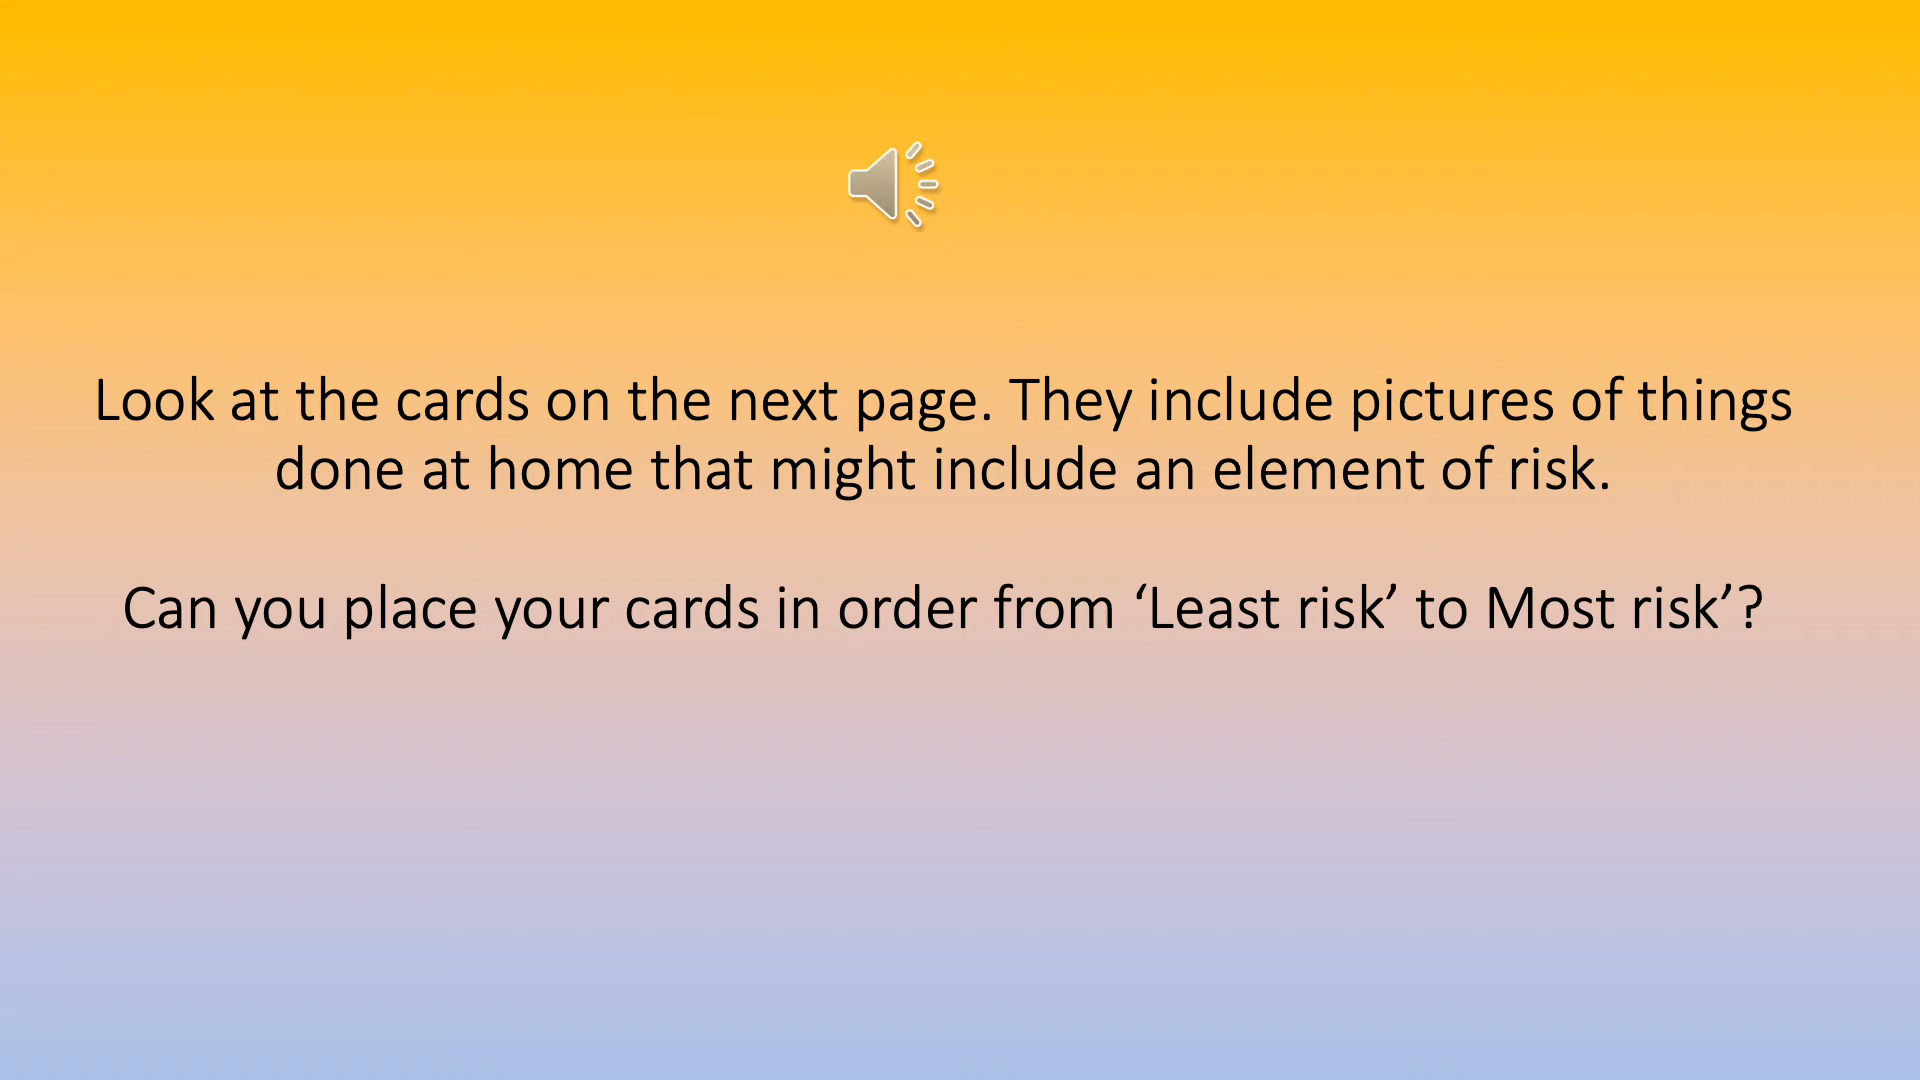 Look at the cards on the next page. They include pictures of things
done at home that might include an element of risk.
Can you place your cards in order from ‘Least risk’ to Most risk’?